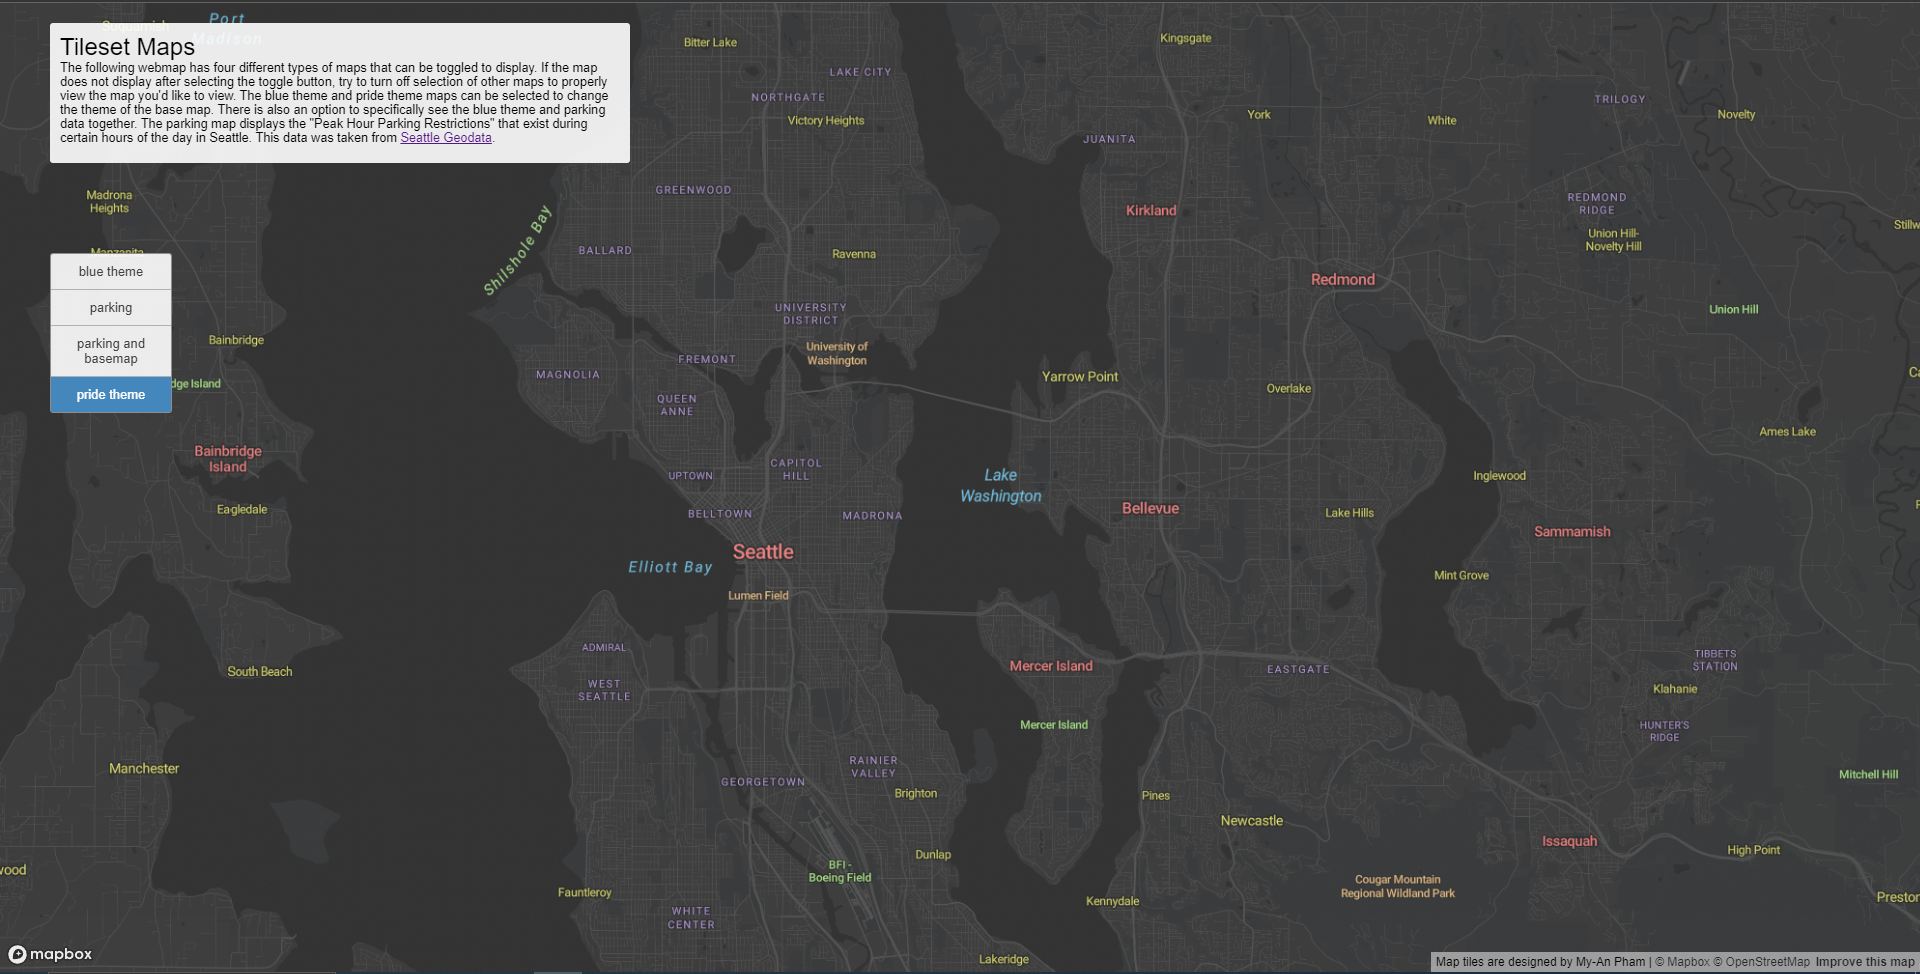 Port
Madison
Suquamish
Tileset Maps
The following webmap has four different types of maps that can be toggled to display. If the map
does not display after selecting the toggle button, try to turn off selection of other maps to properly
view the map you'd like to view. The blue theme and pride theme maps can be selected to change
the theme of the base map. There is also an option to specifically see the blue theme and parking
data together. The parking map displays the "Peak Hour Parking Restrictions" that exist during
certain hours of the day in Seattle. This data was taken from Seattle Geodata.
Bitter Lake
Kingsgate
LAKE CITY
NORTHGATE
TRILOGY
Victory Heights
York
White
Novelty
JUANITA
GREENWOOD
Madrona
Heights
Kirkland
REDMOND
RIDGE
Union Hill-
Novelty Hill
Stillw
Shilshole Bay
BALLARD
Ravenna
Manzanita
blue theme
parking
parking and
basemap
pride theme
Redmond
UNIVERSITY
DISTRICT
Union Hill
Bainbridge
University of
Washington
FREMONT
MAGNOLIA
Yarrow Point
dge Island
Overlake
Ca
QUEEN
ANNE
Ames Lake
Bainbridge
Island
CAPITOL
HILL
UPTOWN
Lake
Washington
Inglewood
Eagledale
BELLTOWN
MADRONA
Bellevue
Lake Hills
Sammamish
Seattle
Elliott Bay
Mint Grove
Lumen Field
ADMIRAL
TIBBETS
STATION
South Beach
Mercer Island
EASTGATE
WEST
SEATTLE
Klahanie
Mercer Island
HUNTER'S
RIDGE
Manchester
RAINIER
VALLEY
Mitchell Hill
GEORGETOWN
Brighton
Pines
Newcastle
Issaquah
High Point
Dunlap
wood
BFI -
Boeing Field
Cougar Mountain
Regional Wildland Park
Fauntleroy
Kennydale
Preston
WHITE
CENTER
Lakeridge
mapbox
Map tiles are designed by My-An Pham | © Mapbox © OpenStreetMap Improve this map